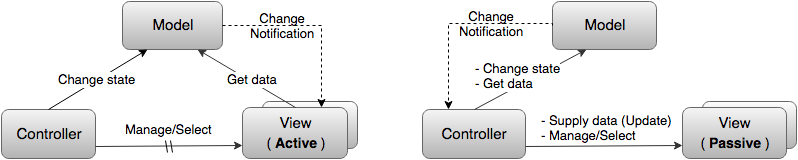 Model
Change
Notification
Change state
Get data
Controller
Manage/Select
View
( Active )
Change
Notification
Model
- Change state
- Get data
Controller
- Supply data (Update)
- Manage/Select
View
( Passive )